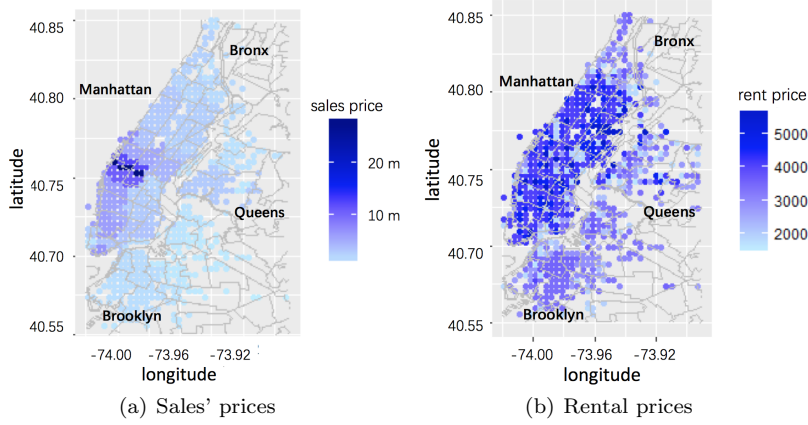 40.85
40.80
40.75
40.70
40.55
latitude
Manhattan
Bronx
Queens
Brooklyn
-74.00 -73.96 -73.92
longitude
sales price
20 m
10 m
(a) Sales' prices
40.85
40.80
40.75
40.70
40.55
latitude
Manhattan
Bronx
Queens
Brooklyn
-74.00 -73.96 -73.92
longitude
rent price
5000
4000
3000
2000
(b) Rental prices